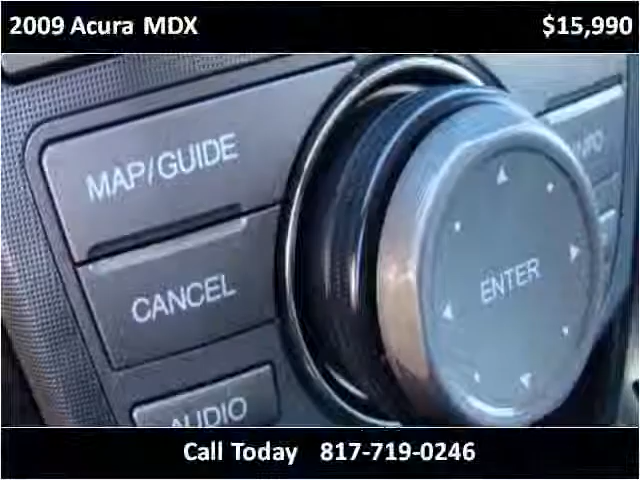 2009 Acura MDX $15,990
MAP/GUIDE
CANCEL
ENTER
AUDIO
Call Today 817-719-0246